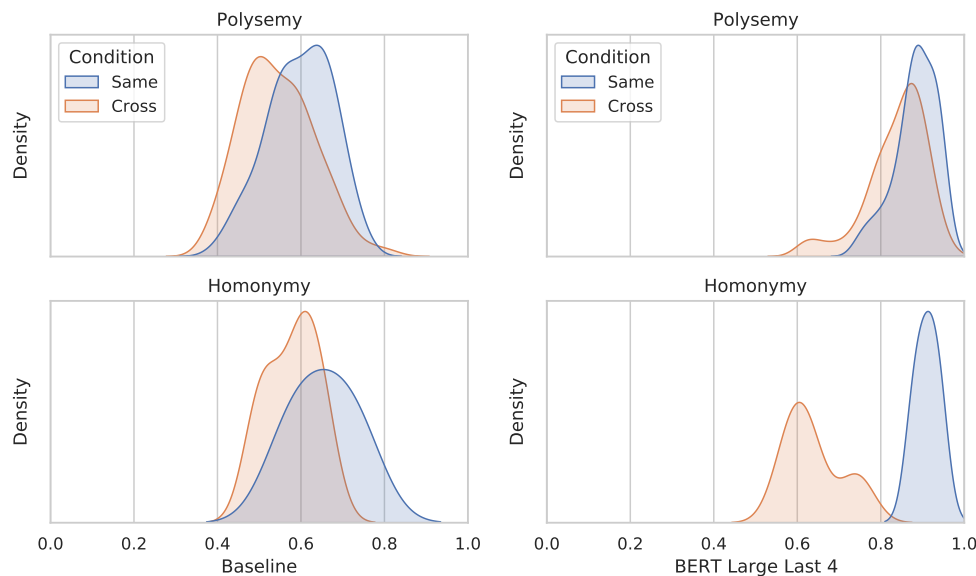 Polysemy
Condition
Same
Cross
Density
Polysemy
Condition
Same
Cross
Density
Homonymy
Density
0.0 0.2 0.4 0.6 0.8 1.0
Baseline
Homonymy
Density
0.0 0.2 0.4 0.6 0.8 1.0
BERT Large Last 4